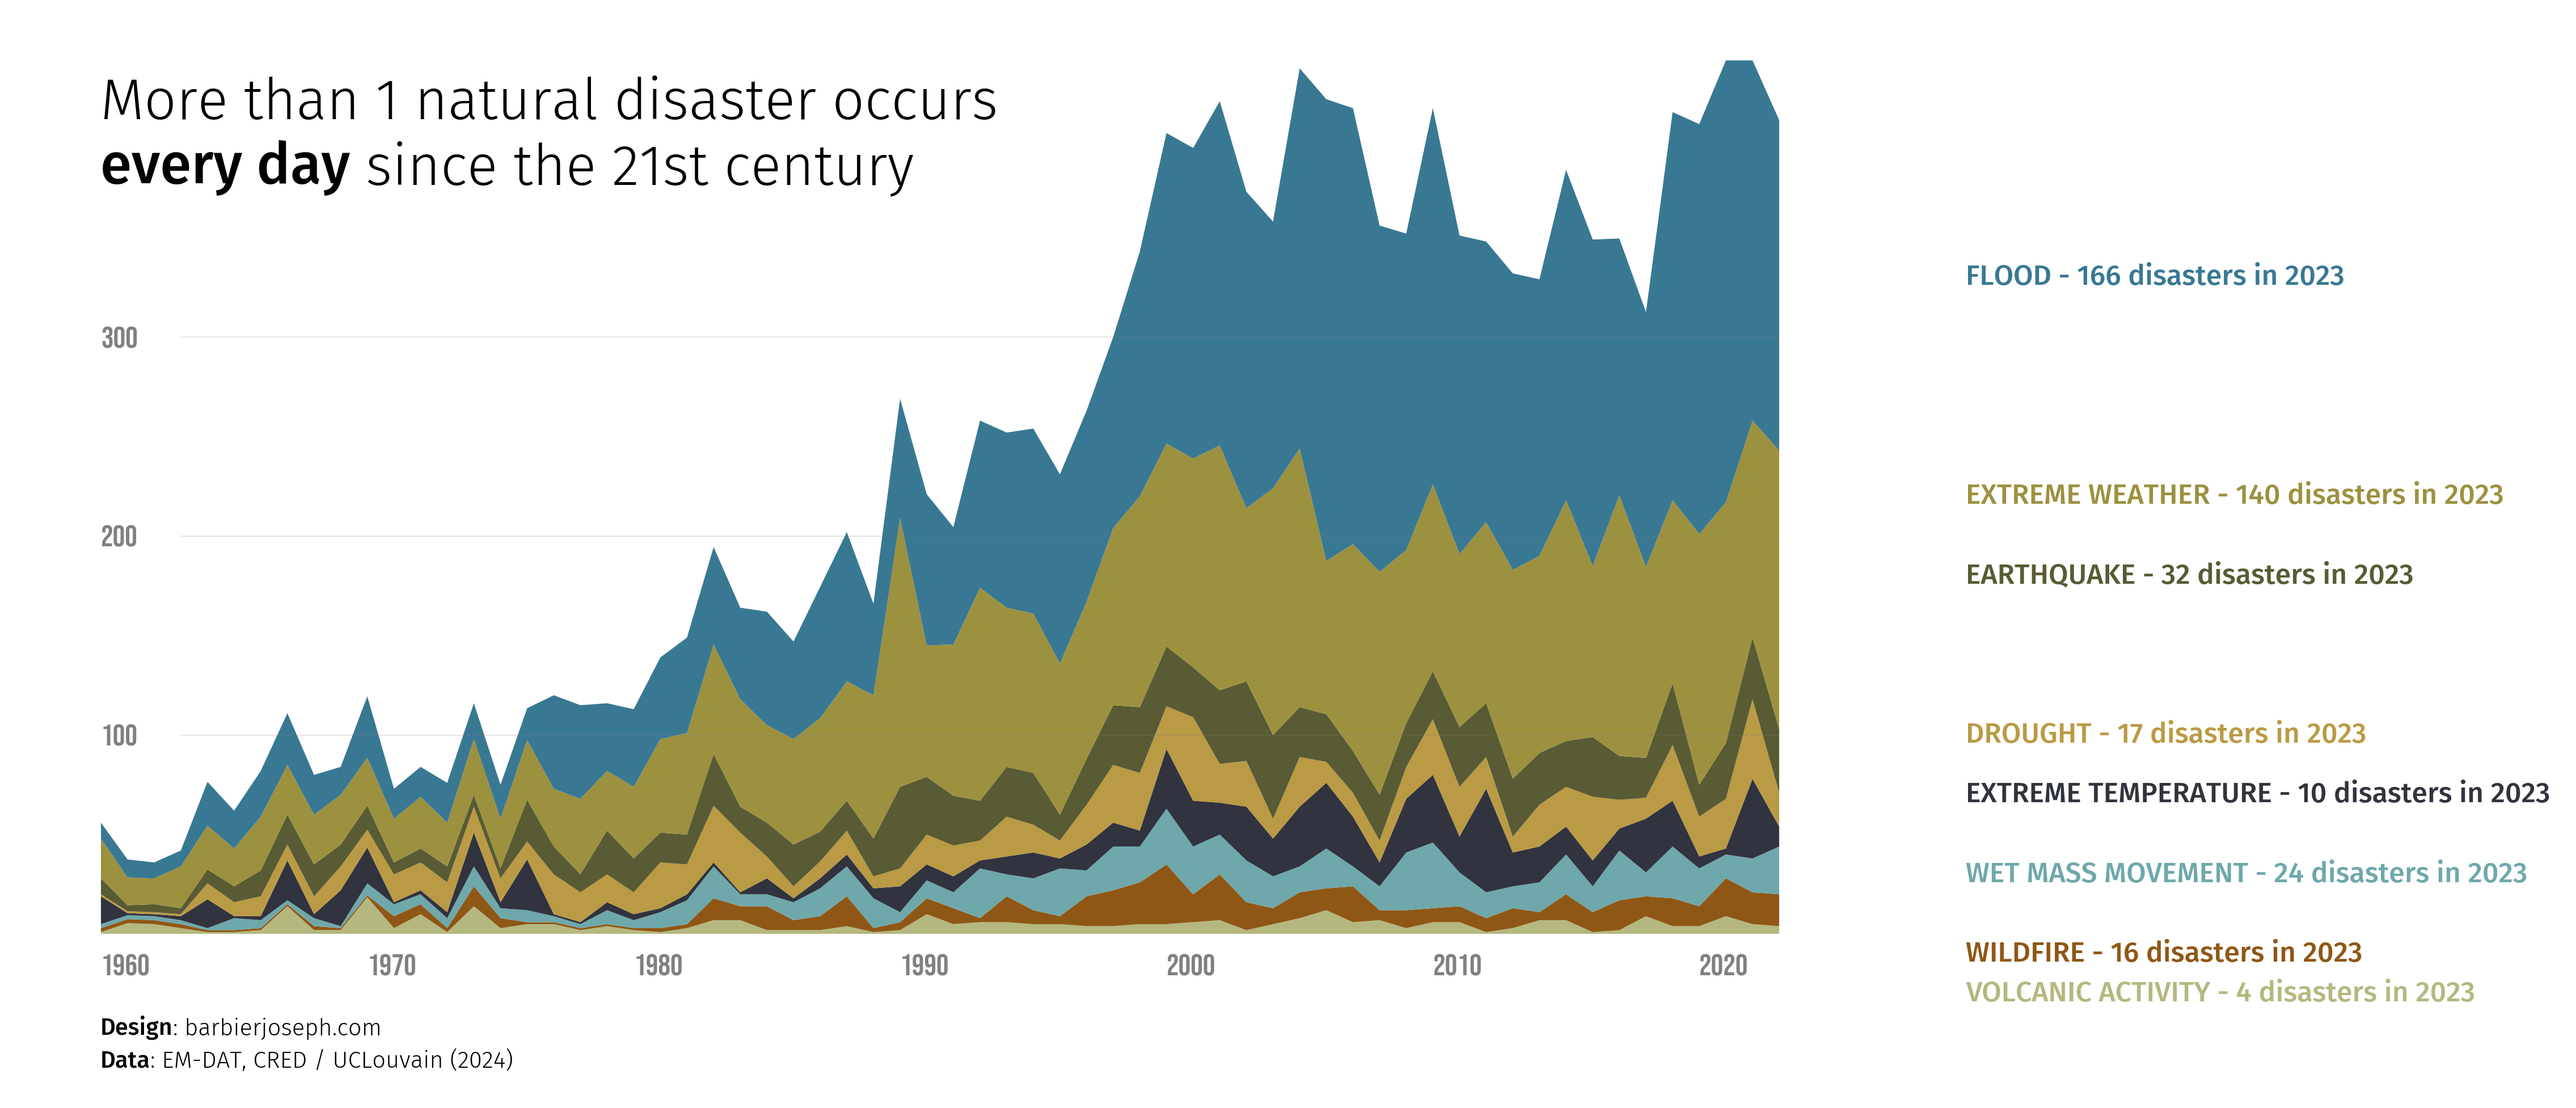 More than 1 natural disaster occurs
every day since the 21st century
300
200
100
1960 1970 1980 1990 2000 2010 2020
FLOOD - 166 disasters in 2023
EXTREME WEATHER - 140 disasters in 2023
EARTHQUAKE - 32 disasters in 2023
DROUGHT - 17 disasters in 2023
EXTREME TEMPERATURE - 10 disasters in 2023
WET MASS MOVEMENT - 24 disasters in 2023
WILDFIRE - 16 disasters in 2023
VOLCANIC ACTIVITY - 4 disasters in 2023
Design: barbierjoseph.com
Data: EM-DAT, CRED / UCLouvain (2024)